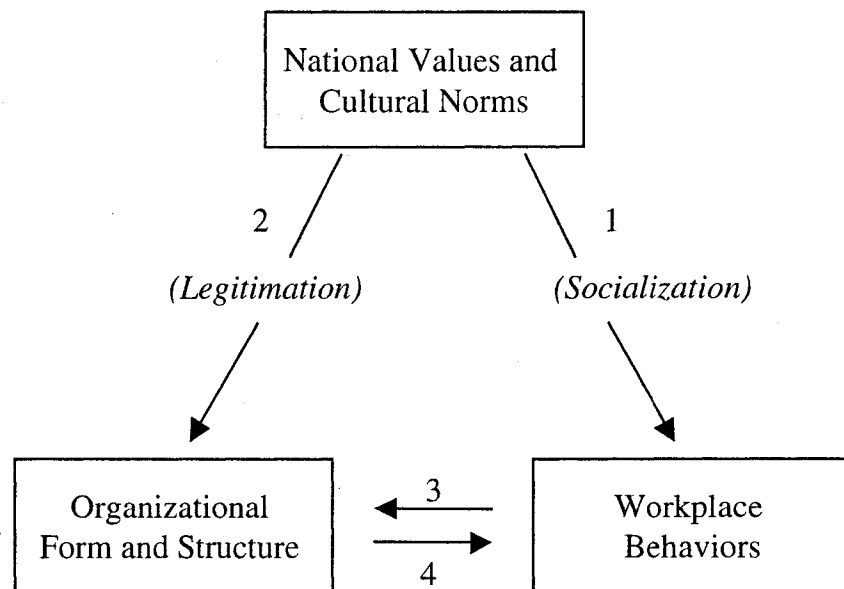 National Values and
Cultural Norms
2
1
(Legitimation)
(Socialization)
Organizational
Form and Structure
3
4
Workplace
Behaviors